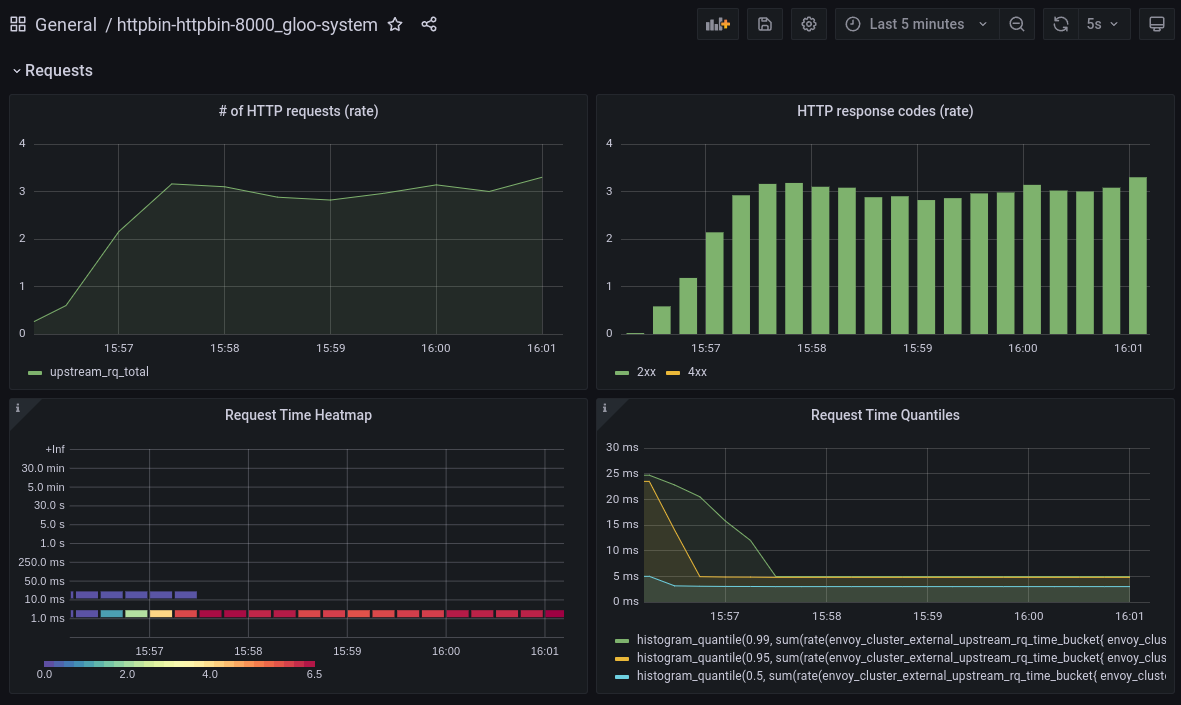 General / httpbin-httpbin-8000_gloo-system
Last 5 minutes
5s
Requests
# of HTTP requests (rate)
4
3
2
1
0
15:57 15:58 15:59 16:00 16:01
upstream_rq_total
HTTP response codes (rate)
4
3
2
1
0
15:57 15:58 15:59 16:00 16:01
2xx 4xx
i
Request Time Heatmap
+Inf
30.0 min
5.0 min
30.0 s
5.0 s
1.0 s
250.0 ms
50.0 ms
10.0 ms
1.0 ms
15:57 15:58 15:59 16:00 16:01
0.0 2.0 4.0 6.5
i
Request Time Quantiles
30 ms
25 ms
20 ms
15 ms
10 ms
5 ms
0 ms
15:57 15:58 15:59 16:00 16:01
histogram_quantile(0.99, sum(rate(envoy_cluster_external_upstream_rq_time_bucket{ envoy_clus
histogram_quantile(0.95, sum(rate(envoy_cluster_external_upstream_rq_time_bucket{ envoy_clus
histogram_quantile(0.5, sum(rate(envoy_cluster_external_upstream_rq_time_bucket{ envoy_clust